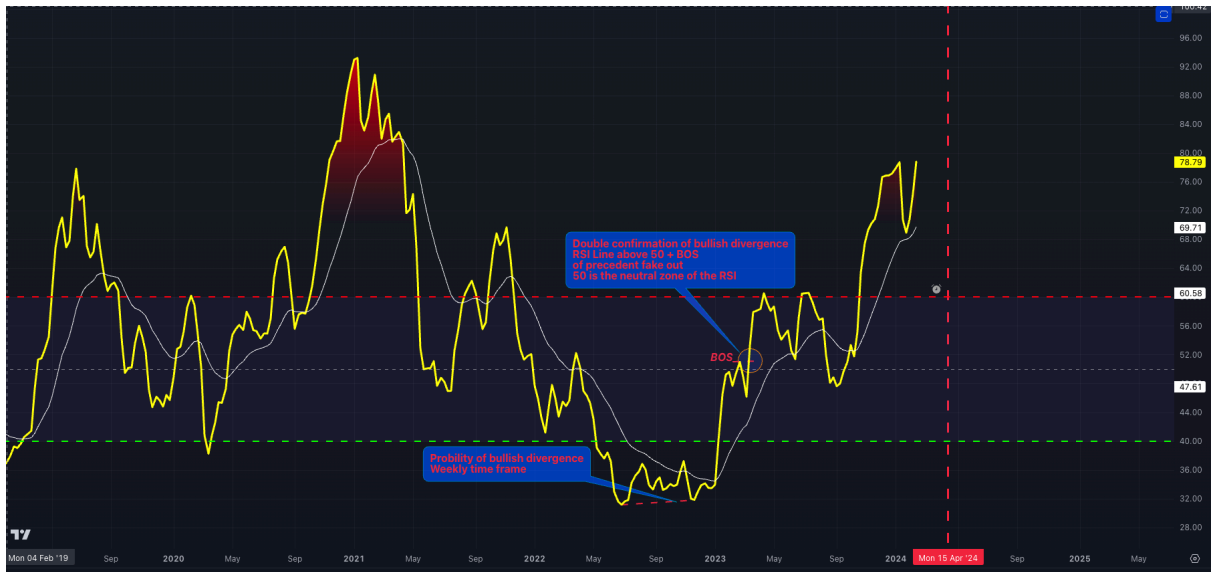 100.42
96.00
92.00
88.00
84.00
80.00
78.79
76.00
72.00
69.71
68.00
64.00
60.58
56.00
52.00
47.61
44.00
40.00
36.00
32.00
28.00
Double confirmation of bullish divergence
RSI Line above 50 + BOS
of precedent fake out
50 is the neutral zone of the RSI
BOS
Probility of bullish divergence
Weekly time frame
Mon 04 Feb '19 Sep 2020 May Sep 2021 May Sep 2022 May Sep 2023 May Sep 2024 Mon 15 Apr '24 Sep 2025 May